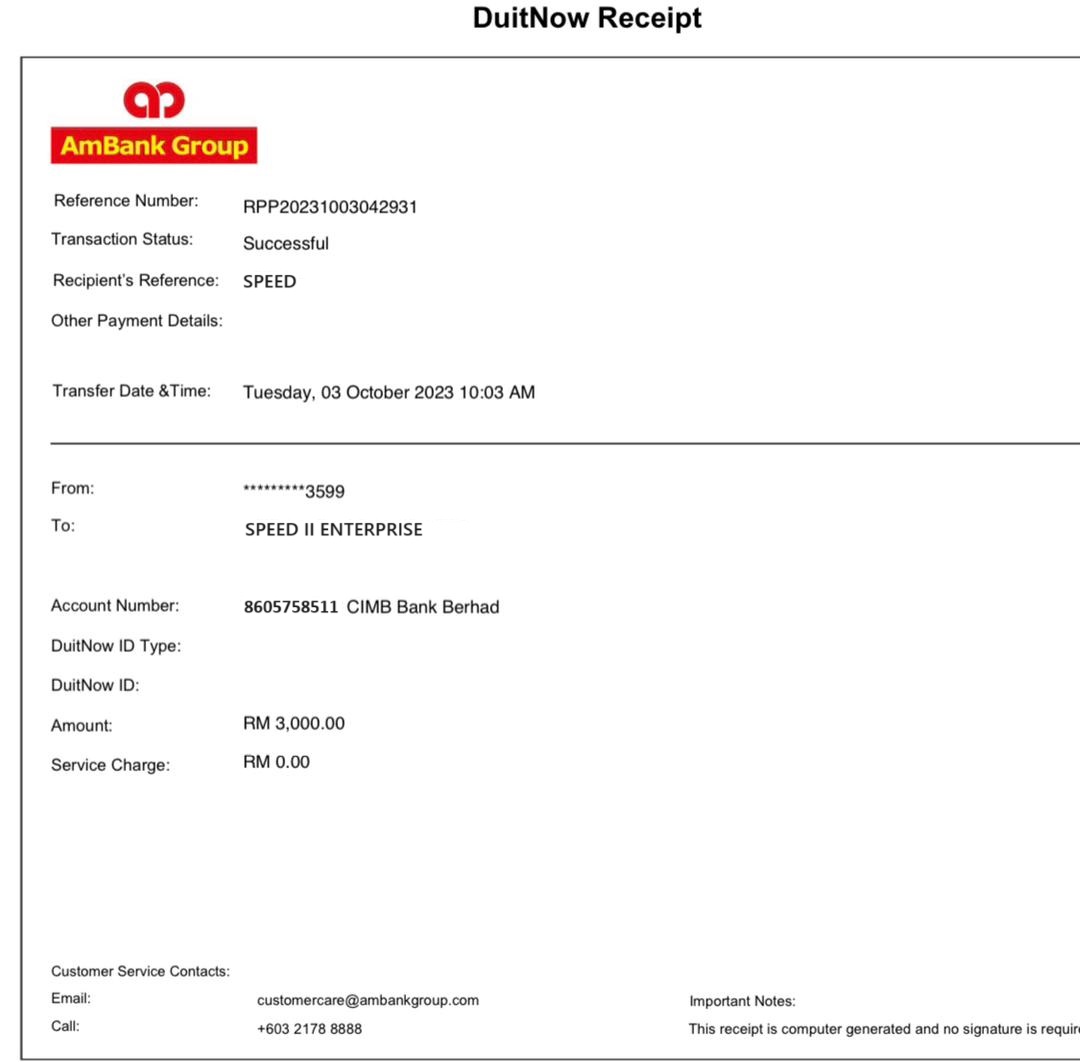 DuitNow Receipt
AmBank Group
Reference Number: RPP20231003042931
Transaction Status: Successful
Recipient's Reference: SPEED
Other Payment Details:
Transfer Date &Time: Tuesday, 03 October 2023 10:03 AM
From: *********3599
To: SPEED II ENTERPRISE
Account Number: 8605758511 CIMB Bank Berhad
DuitNow ID Type:
DuitNow ID:
Amount: RM 3,000.00
Service Charge: RM 0.00
Customer Service Contacts:
Email: customercare@ambankgroup.com Important Notes:
Call: +603 2178 8888 This receipt is computer generated and no signature is